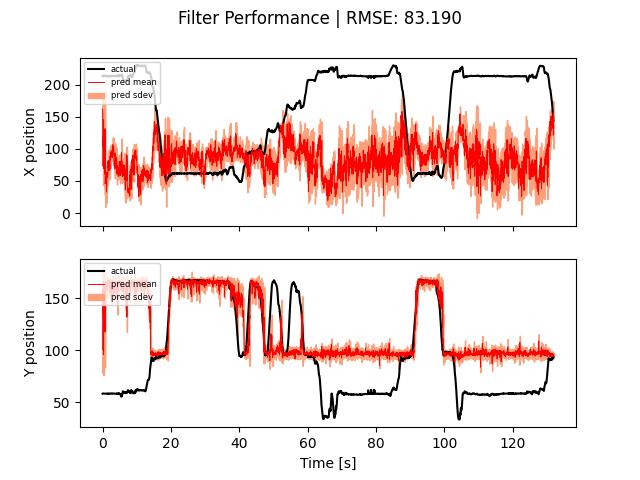 Filter Performance | RMSE: 83.190
actual
pred mean
pred sdev
X position
200
150
100
50
0
actual
pred mean
pred sdev
Y position
150
100
50
0 20 40 60 80 100 120
Time [s]